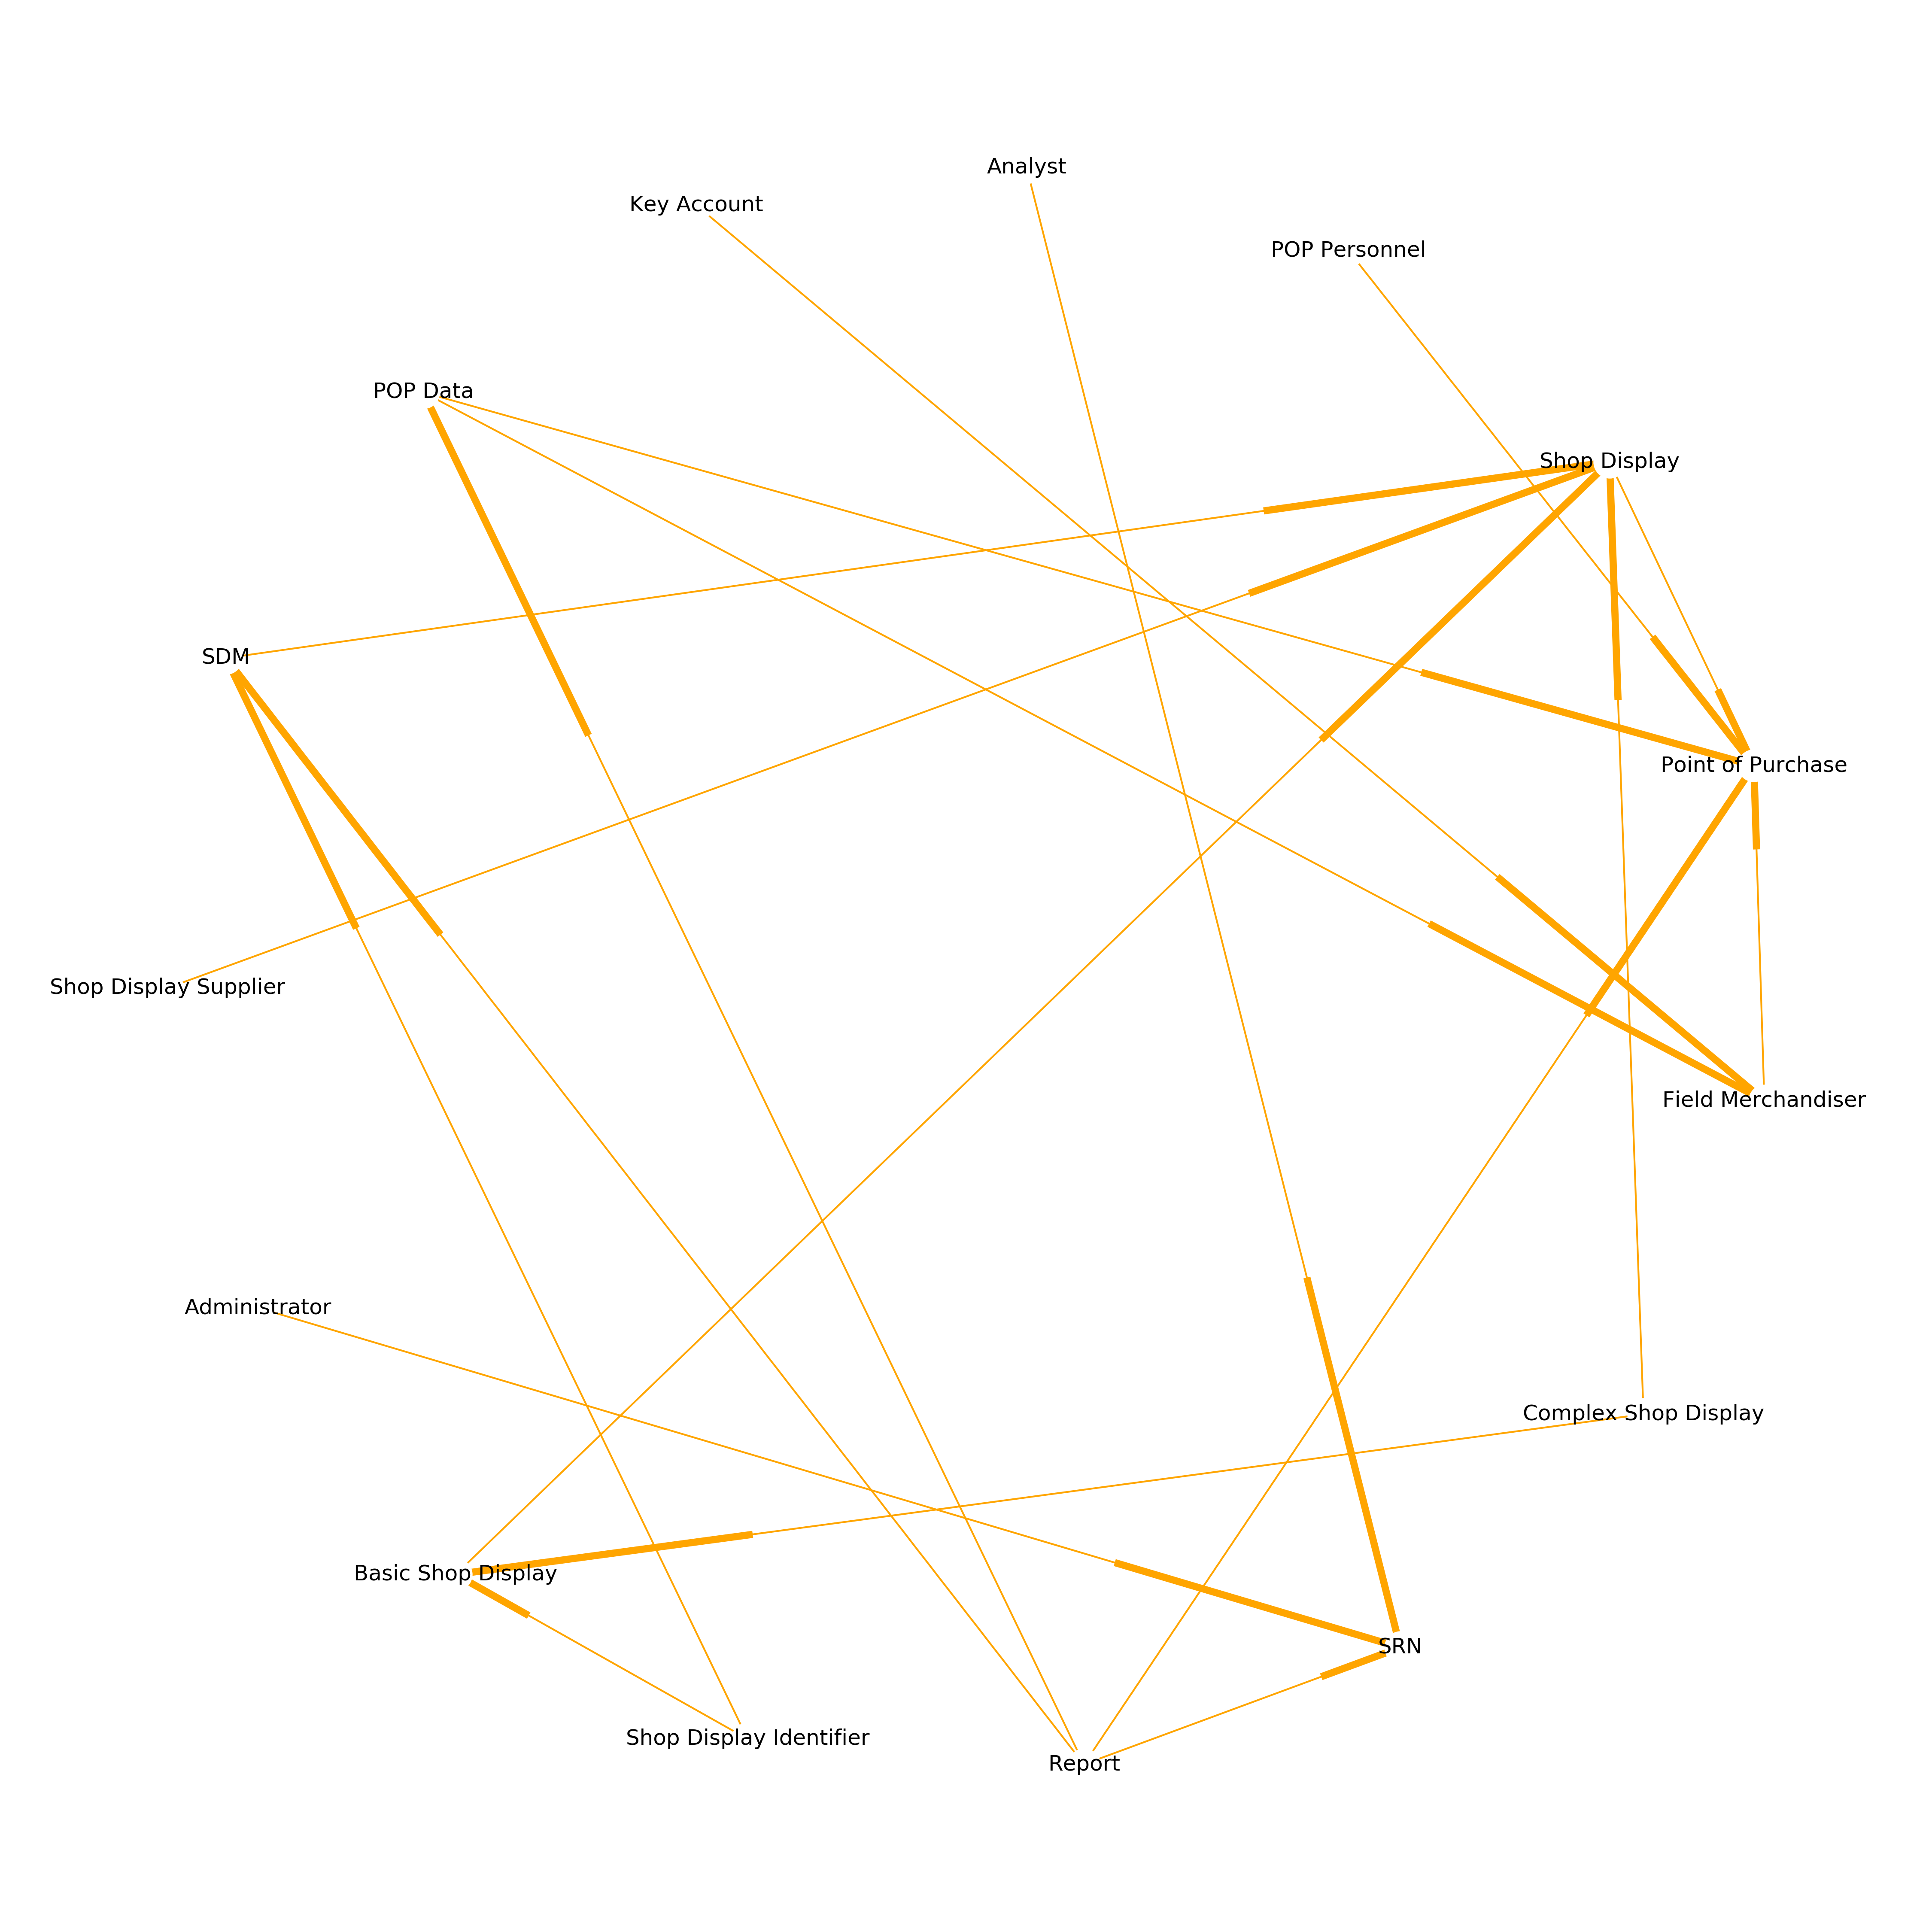 Analyst
Key Account
POP Personnel
POP Data
Shop Display
SDM
Point of Purchase
Shop Display Supplier
Field Merchandiser
Administrator
Complex Shop Display
Basic Shop Display
SRN
Shop Display Identifier
Report